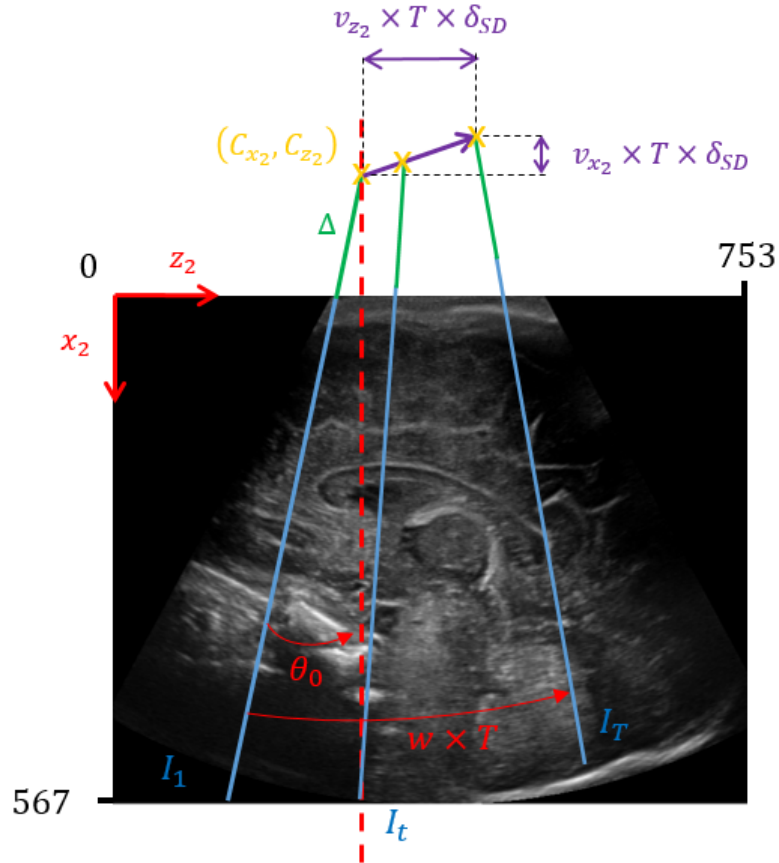 v_{z_2} × T × δ_{SD}
(C_{x_2}, C_{z_2})
v_{x_2} × T × δ_{SD}
Δ
0
z_2
753
x_2
θ_0
w × T
I_T
I_1
567
I_t